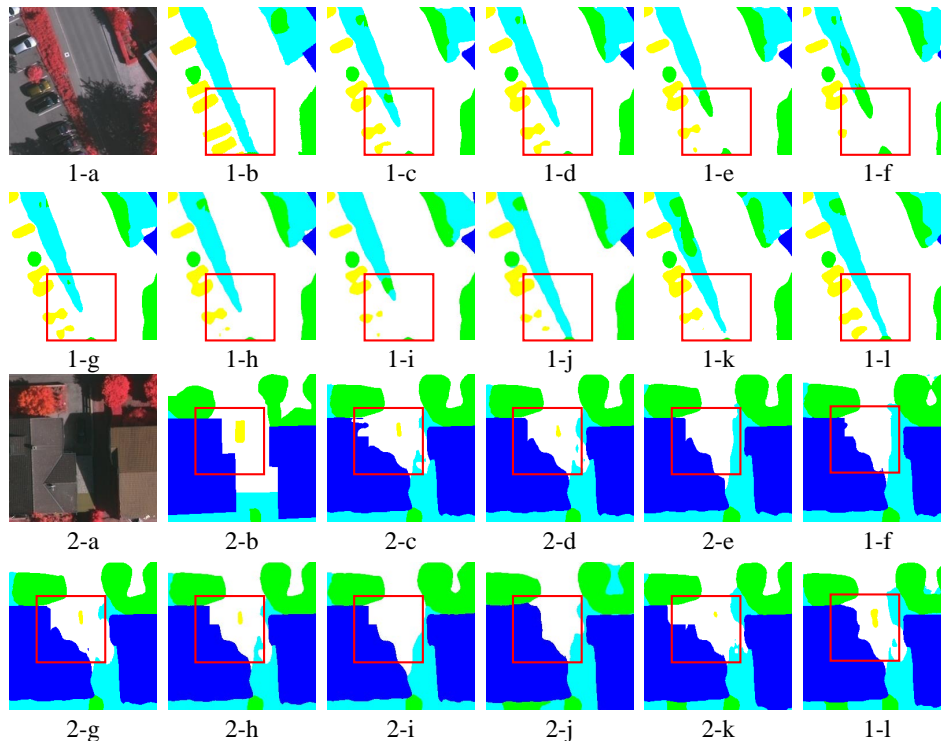 1-a 1-b 1-c 1-d 1-e 1-f
1-g 1-h 1-i 1-j 1-k 1-l
2-a 2-b 2-c 2-d 2-e 1-f
2-g 2-h 2-i 2-j 2-k 1-l